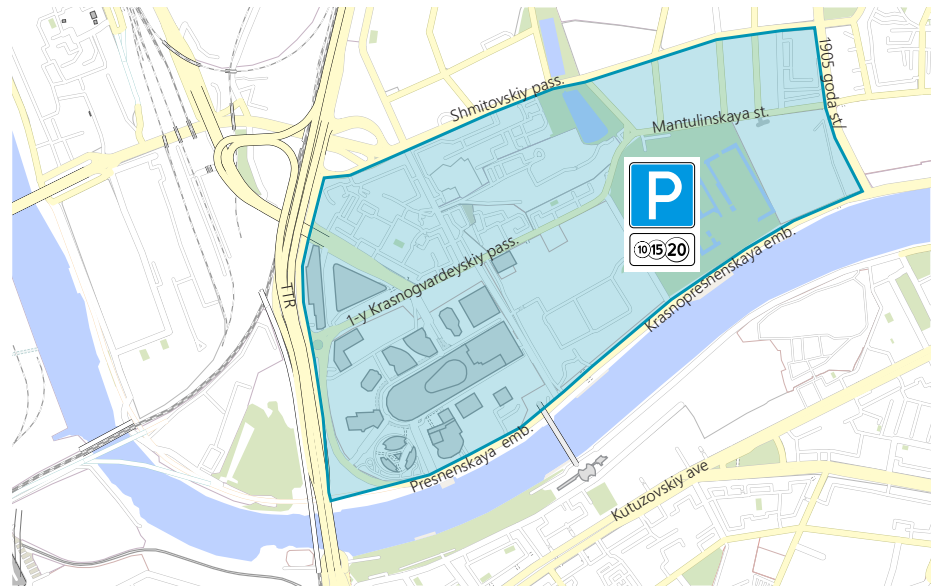 1905 goda st.
Shmitovskiy pass.
Mantulinskaya st.
P
10 15 20
1-y Krasnogvardeyskiy pass.
Krasnopresnenskaya emb.
TTR
Presnenskaya emb.
Kutuzovskiy ave